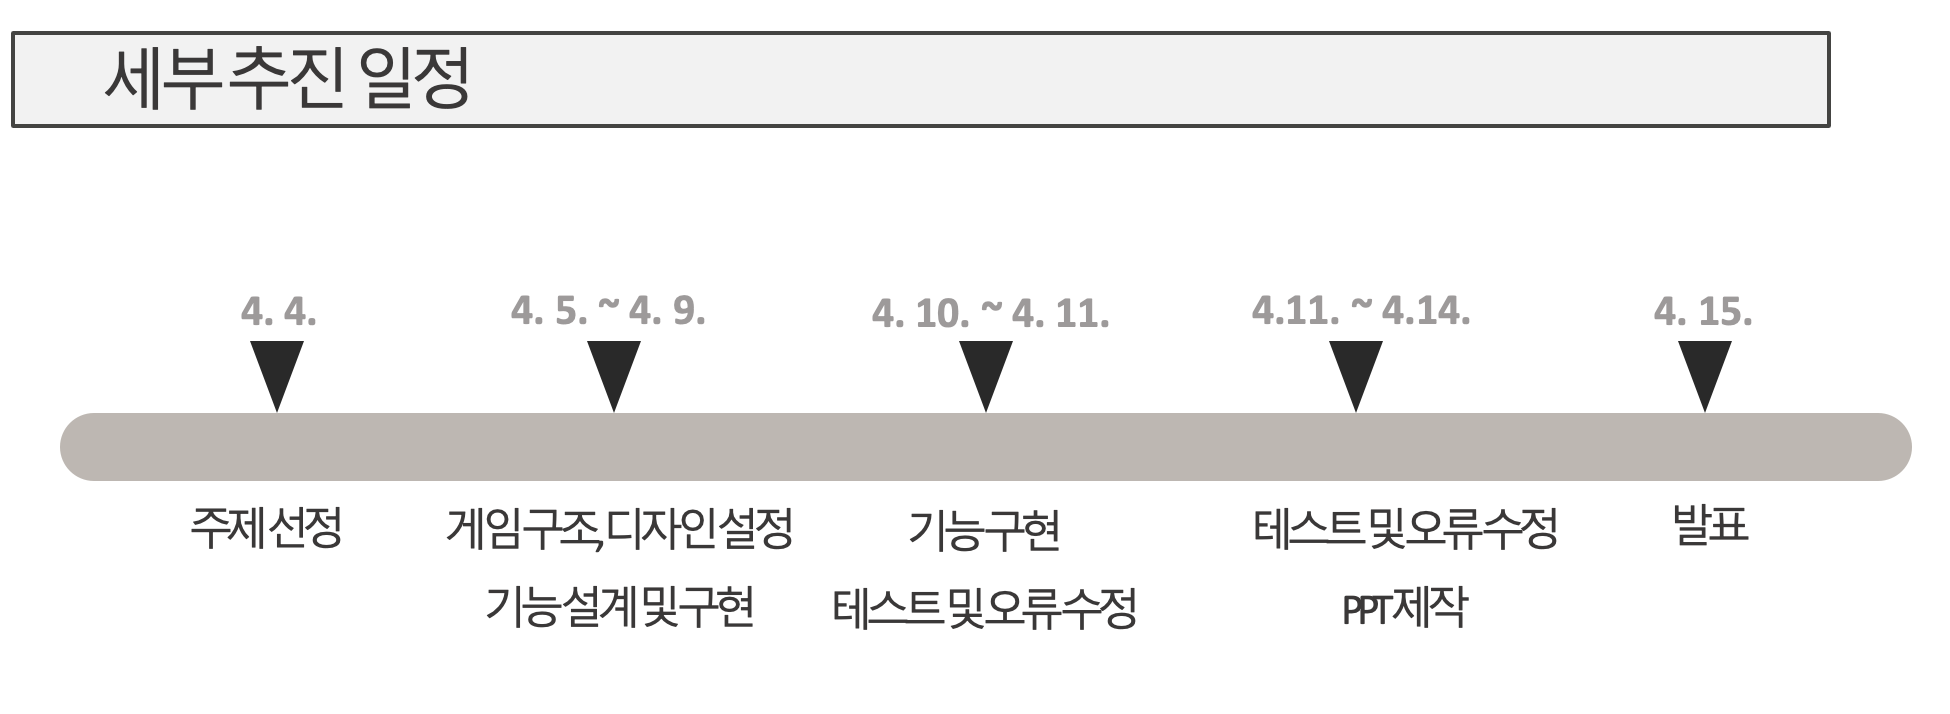 세부 추진 일정
4. 4.
4. 5. ~ 4. 9.
4. 10. ~ 4. 11.
4.11. ~ 4.14.
4. 15.
주제 선정
게임 구조, 디자인 설정
기능 설계 및 구현
기능 구현
테스트 및 오류 수정
테스트 및 오류 수정
PPT 제작
발표